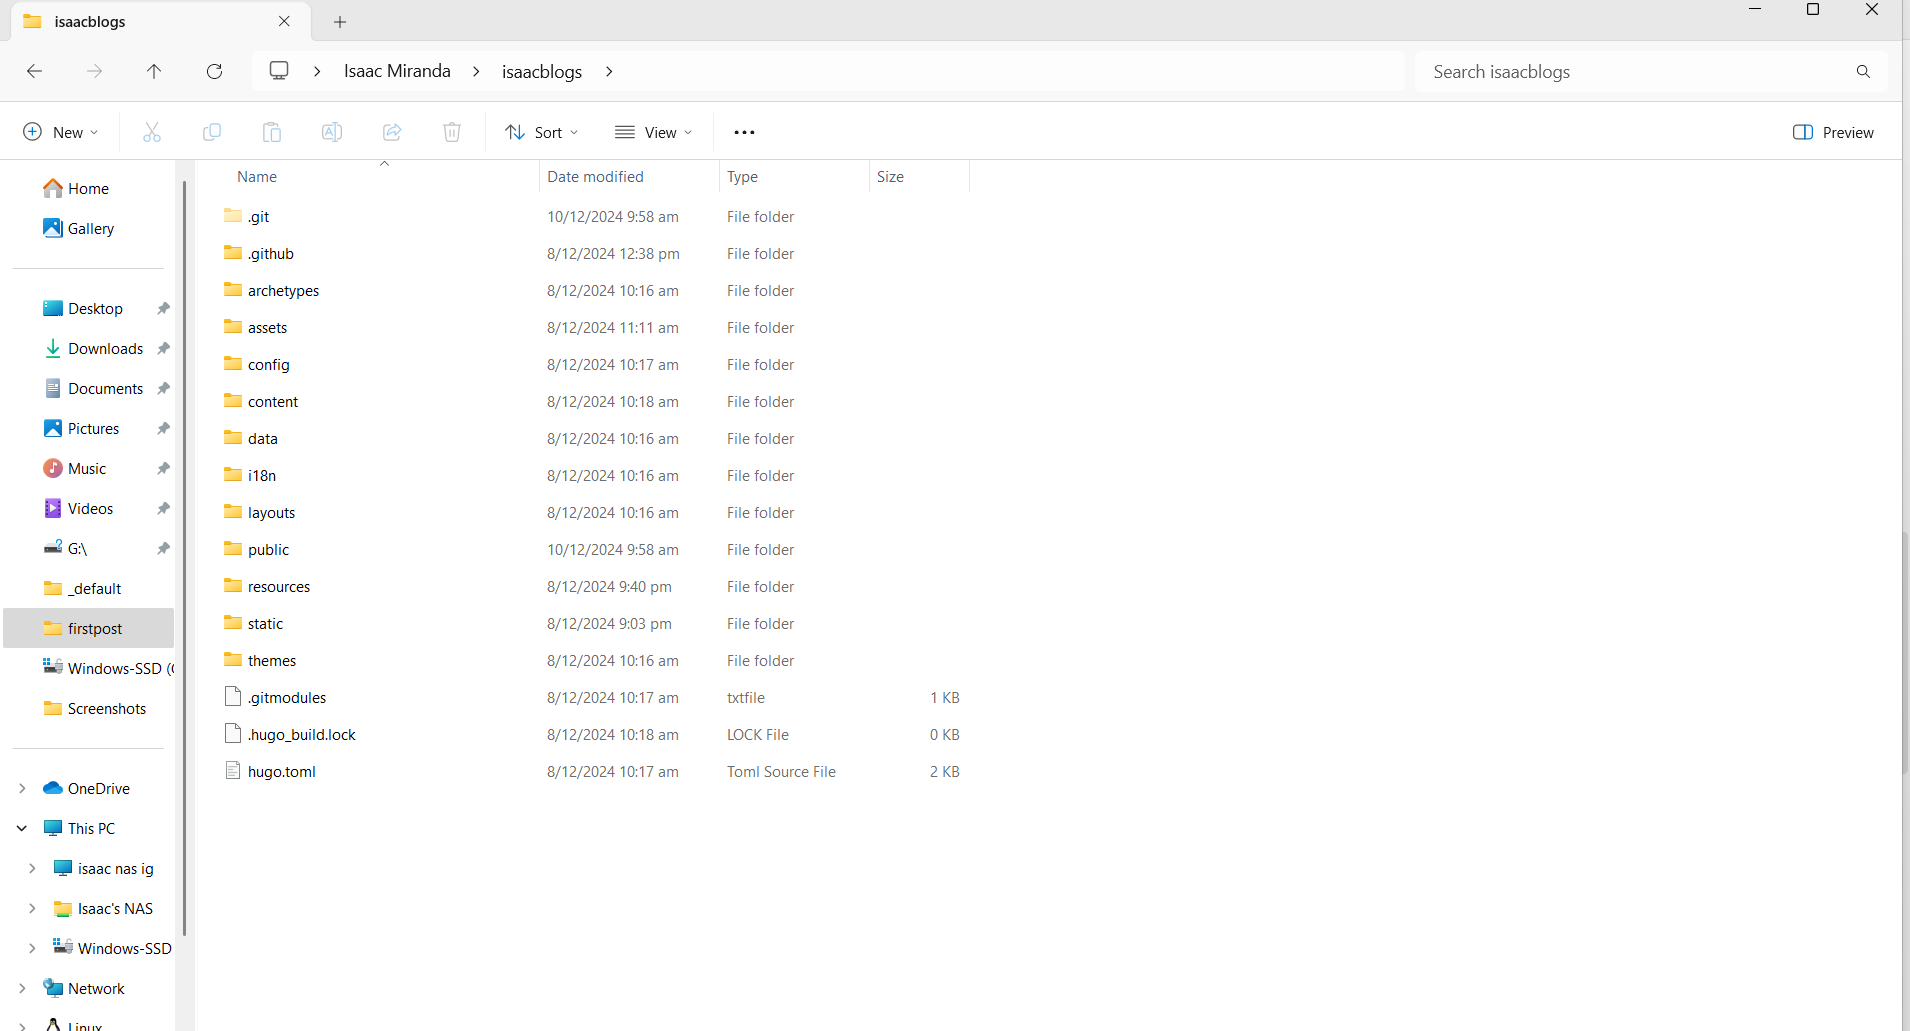 isaacblogs
Isaac Miranda isaacblogs
Search isaacblogs
New Sort View Preview
Name Date modified Type Size
Home
Gallery
Desktop
Downloads
Documents
Pictures
Music
Videos
G:\
_default
firstpost
Windows-SSD (
Screenshots
OneDrive
This PC
isaac nas ig
Isaac's NAS
Windows-SSD
Network
Linux
.git 10/12/2024 9:58 am File folder
.github 8/12/2024 12:38 pm File folder
archetypes 8/12/2024 10:16 am File folder
assets 8/12/2024 11:11 am File folder
config 8/12/2024 10:17 am File folder
content 8/12/2024 10:18 am File folder
data 8/12/2024 10:16 am File folder
i18n 8/12/2024 10:16 am File folder
layouts 8/12/2024 10:16 am File folder
public 10/12/2024 9:58 am File folder
resources 8/12/2024 9:40 pm File folder
static 8/12/2024 9:03 pm File folder
themes 8/12/2024 10:16 am File folder
.gitmodules 8/12/2024 10:17 am txtfile 1 KB
.hugo_build.lock 8/12/2024 10:18 am LOCK File 0 KB
hugo.toml 8/12/2024 10:17 am Toml Source File 2 KB